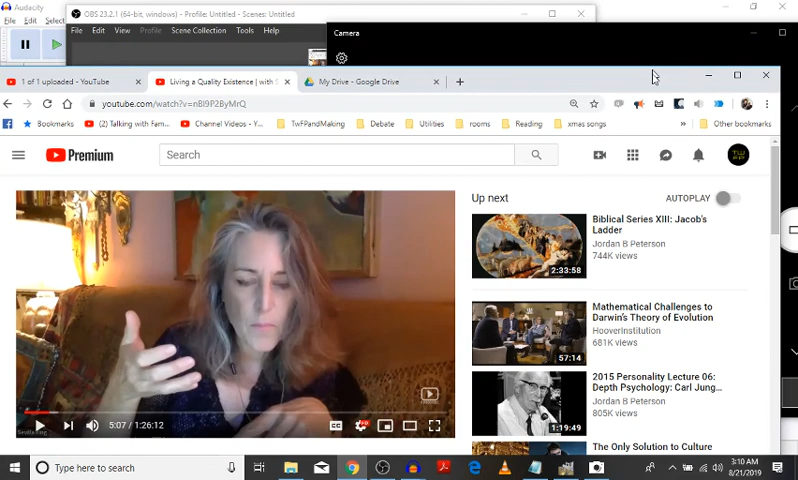 Audacity
File Edit Select
OBS 23.2.1 (64-bit, windows) - Profile: Untitled - Scenes: Untitled
File Edit View Profile Scene Collection Tools Help
Camera
1 of 1 uploaded - YouTube
Living a Quality Existence | with S
My Drive - Google Drive
youtube.com/watch?v=nBI9P2ByMrQ
Bookmarks
(2) Talking with Fam...
Channel Videos - Y...
TwFPandMaking
Debate
Utilities
rooms
Reading
xmas songs
Other bookmarks
Premium
Search
Up next
AUTOPLAY
Biblical Series XIII: Jacob's
Ladder
Jordan B Peterson
744K views
2:33:58
Mathematical Challenges to
Darwin's Theory of Evolution
HooverInstitution
681K views
57:14
2015 Personality Lecture 06:
Depth Psychology: Carl Jung...
Jordan B Peterson
805K views
1:19:49
The Only Solution to Culture
5:07 / 1:26:12
CC
Type here to search
3:10 AM
8/21/2019